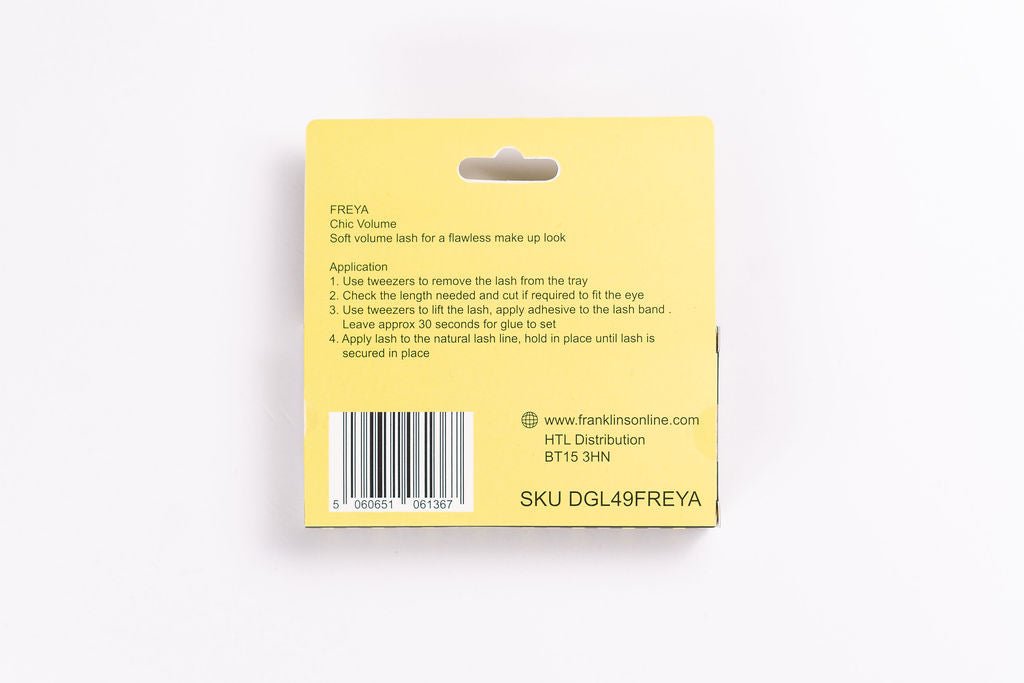 FREYA
Chic Volume
Soft volume lash for a flawless make up look
Application
1. Use tweezers to remove the lash from the tray
2. Check the length needed and cut if required to fit the eye
3. Use tweezers to lift the lash, apply adhesive to the lash band .
Leave approx 30 seconds for glue to set
4. Apply lash to the natural lash line, hold in place until lash is
secured in place
www.franklinsonline.com
HTL Distribution
BT15 3HN
SKU DGL49FREYA
5 060651 061367